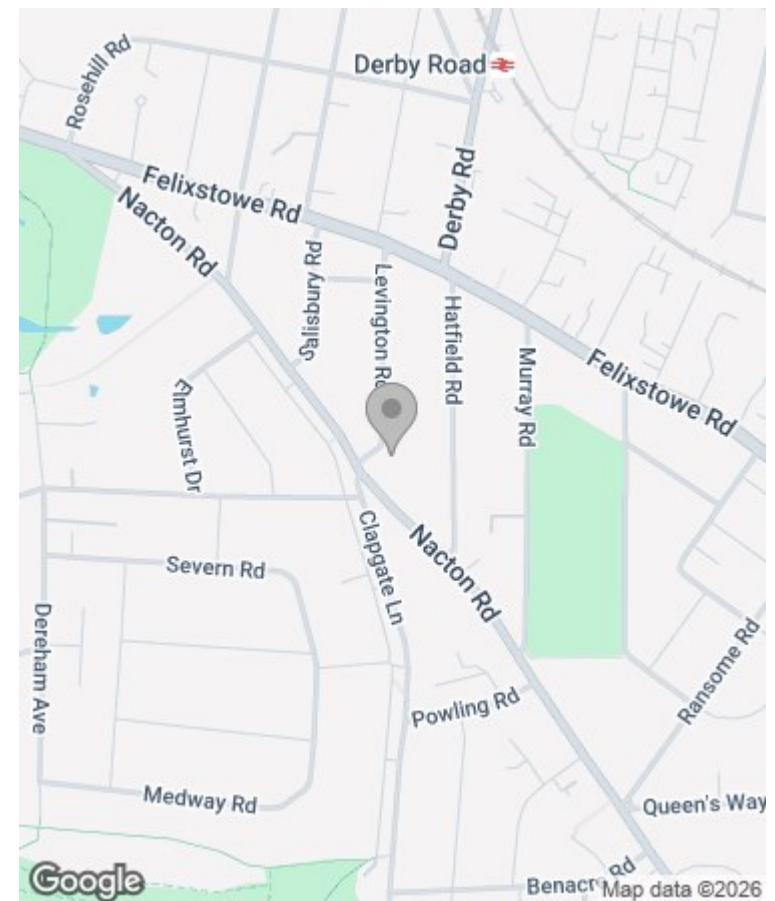 Rosehill Rd
Derby Road
Felixstowe Rd
Nacton Rd
Derby Rd
Salisbury Rd
Levington Rd
Hatfield Rd
Murray Rd
Felixstowe Rd
Elmhurst Dr
Clapgate Ln
Nacton Rd
Severn Rd
Dereham Ave
Ransome Rd
Powling Rd
Medway Rd
Queen's Way
Benacre Rd
Google
Map data ©2026